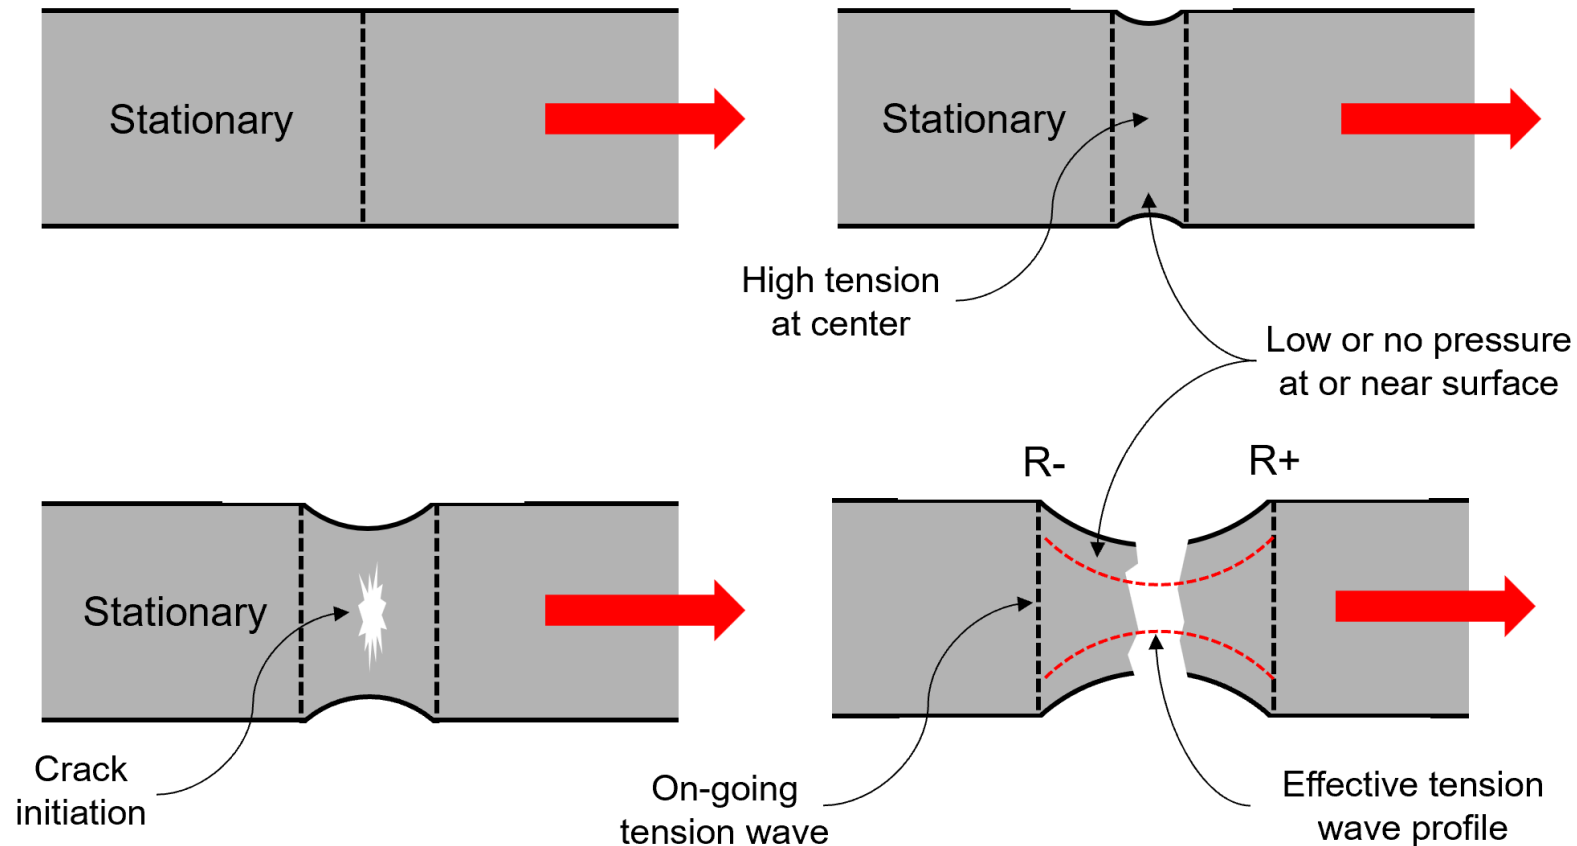 Stationary
Stationary
High tension
at center
Low or no pressure
at or near surface
R-
R+
Stationary
Crack
initiation
On-going
tension wave
Effective tension
wave profile